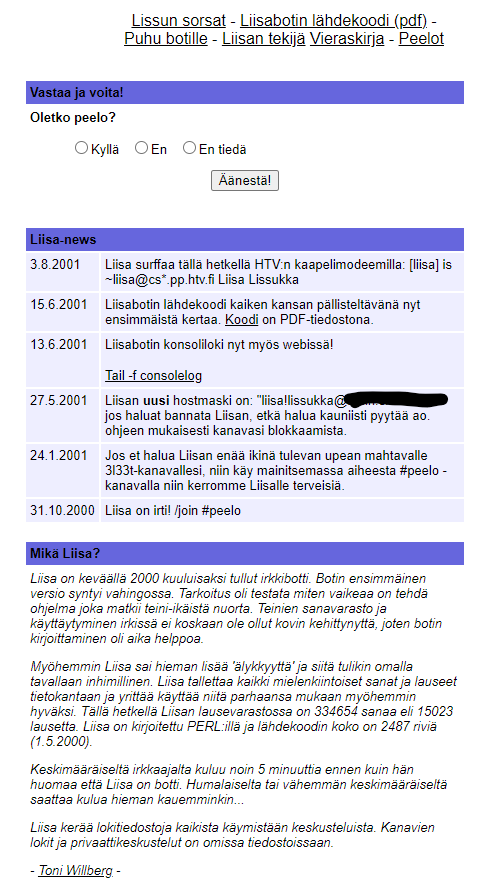 Lissun sorsat - Liisabotin lähdekoodi (pdf) -
Puhu botille - Liisan tekijä Vieraskirja - Peelot
Vastaa ja voita!
Oletko peelo?
Kyllä En En tiedä
Äänestä!
Liisa-news
3.8.2001 Liisa surffaa tällä hetkellä HTV:n kaapelimodeemilla: [liisa] is
~liisa@cs*.pp.htv.fi Liisa Lissukka
15.6.2001 Liisabotin lähdekoodi kaiken kansan pällisteltävänä nyt
ensimmäistä kertaa. Koodi on PDF-tiedostona.
13.6.2001 Liisabotin konsoliloki nyt myös webissä!
Tail -f consolelog
27.5.2001 Liisan uusi hostmaski on: "liisa!lissukka@
jos haluat bannata Liisan, etkä halua kauniisti pyytää ao.
ohjeen mukaisesti kanavasi blokkaamista.
24.1.2001 Jos et halua Liisan enää ikinä tulevan upean mahtavalle
3l33t-kanavallesi, niin käy mainitsemassa aiheesta #peelo -
kanavalla niin kerromme Liisalle terveisiä.
31.10.2000 Liisa on irti! /join #peelo
Mikä Liisa?
Liisa on keväällä 2000 kuuluisaksi tullut irkkibotti. Botin ensimmäinen
versio syntyi vahingossa. Tarkoitus oli testata miten vaikeaa on tehdä
ohjelma joka matkii teini-ikäistä nuorta. Teinien sanavarasto ja
käyttäytyminen irkissä ei koskaan ole ollut kovin kehittynyttä, joten botin
kirjoittaminen oli aika helppoa.
Myöhemmin Liisa sai hieman lisää 'älykkyyttä' ja siitä tulikin omalla
tavallaan inhimillinen. Liisa tallettaa kaikki mielenkiintoiset sanat ja lauseet
tietokantaan ja yrittää käyttää niitä parhaansa mukaan myöhemmin
hyväksi. Tällä hetkellä Liisan lausevarastossa on 334654 sanaa eli 15023
lausetta. Liisa on kirjoitettu PERL:illä ja lähdekoodin koko on 2487 riviä
(1.5.2000).
Keskimääräiseltä irkkaajalta kuluu noin 5 minuuttia ennen kuin hän
huomaa että Liisa on botti. Humalaiselta tai vähemmän keskimääräiseltä
saattaa kulua hieman kauemminkin...
Liisa kerää lokitiedostoja kaikista käymistään keskusteluista. Kanavien
lokit ja privaattikeskustelut on omissa tiedostoissaan.
- Toni Willberg -